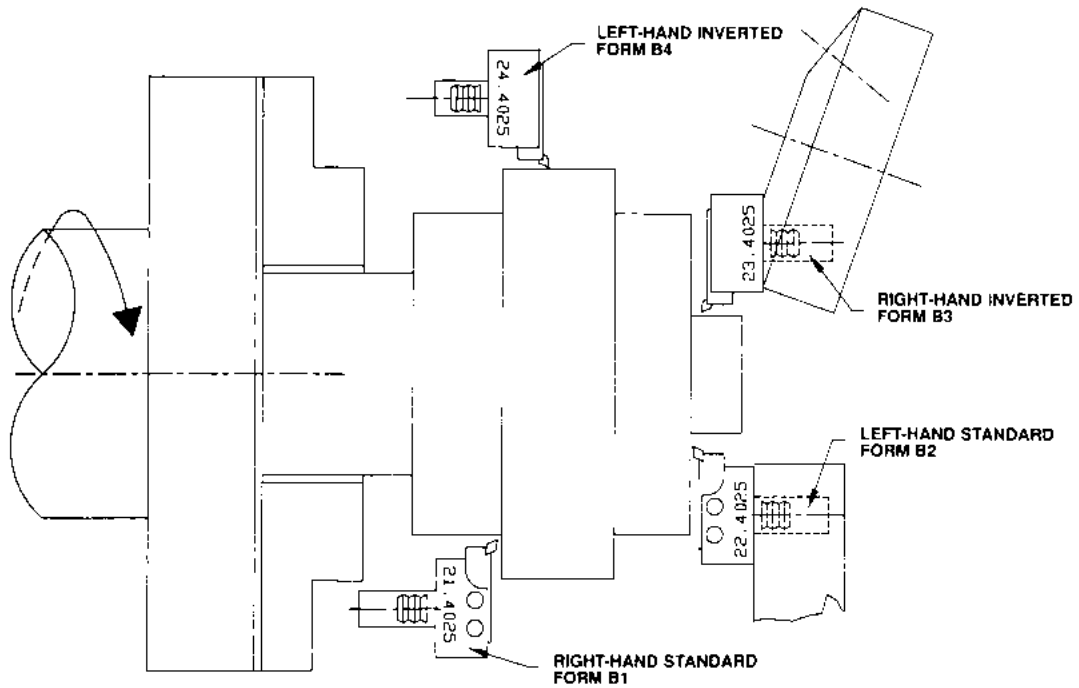 LEFT-HAND INVERTED
FORM B4
24.4025
23.4025
RIGHT-HAND INVERTED
FORM B3
LEFT-HAND STANDARD
FORM B2
22.4025
21.4025
RIGHT-HAND STANDARD
FORM B1